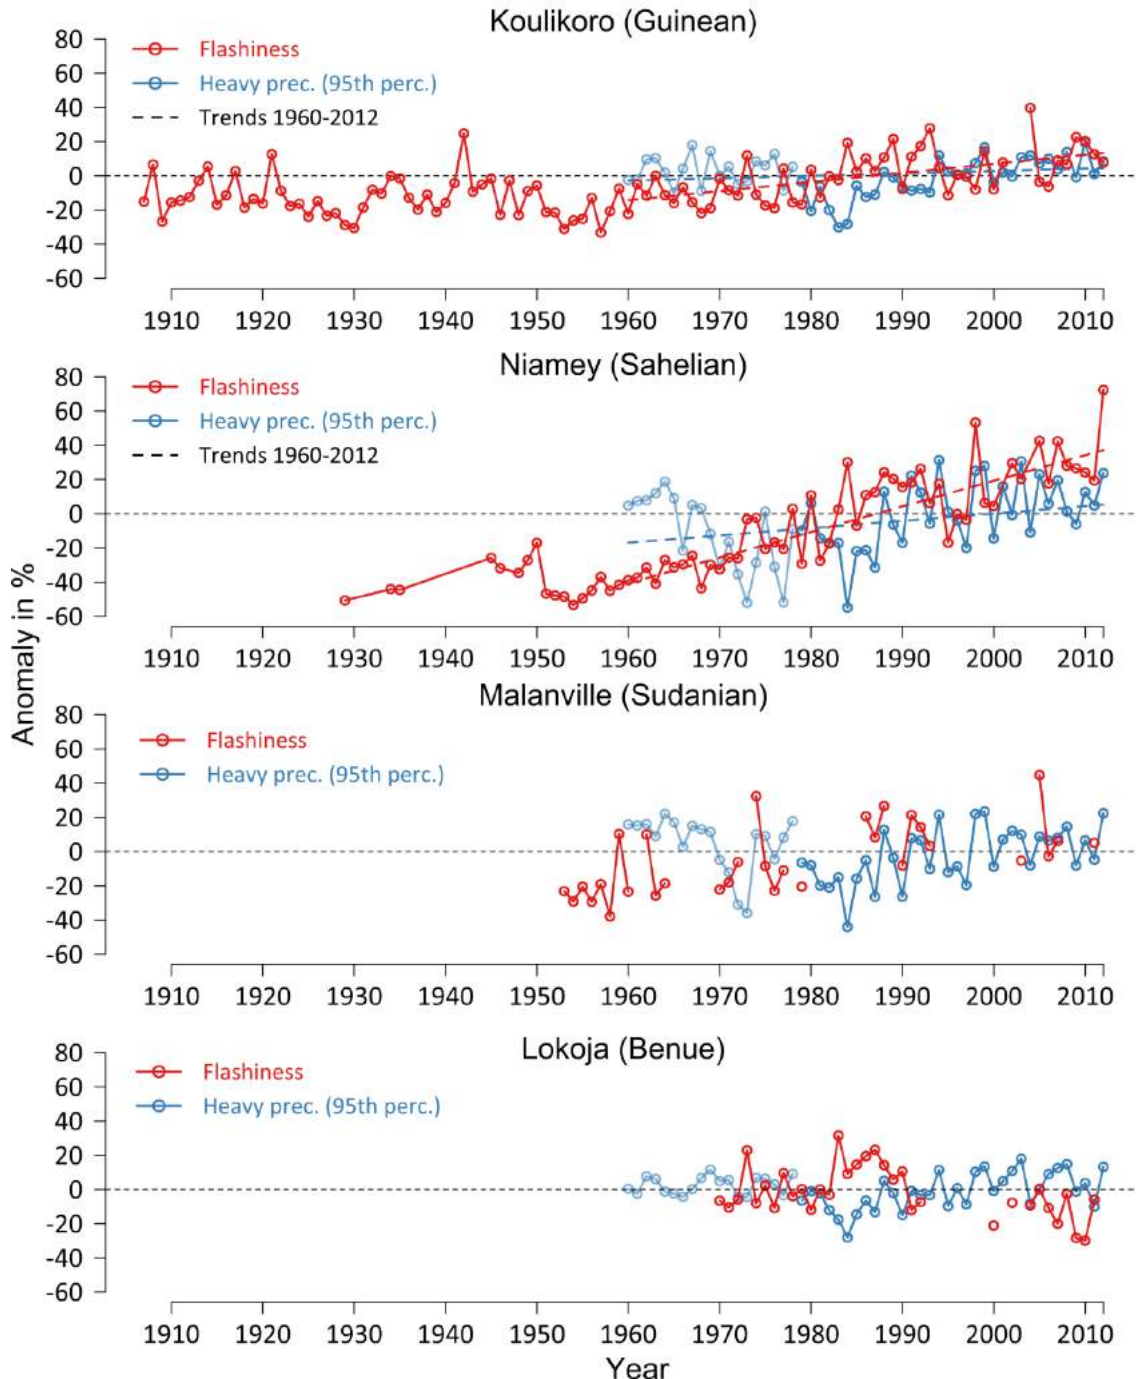 Koulikoro (Guinean)
80
60
40
20
0
-20
-40
-60
Flashiness
Heavy prec. (95th perc.)
Trends 1960-2012
1910 1920 1930 1940 1950 1960 1970 1980 1990 2000 2010
Niamey (Sahelian)
80
60
40
20
0
-20
-40
-60
Flashiness
Heavy prec. (95th perc.)
Trends 1960-2012
1910 1920 1930 1940 1950 1960 1970 1980 1990 2000 2010
Anomaly in %
Malanville (Sudanian)
80
60
40
20
0
-20
-40
-60
Flashiness
Heavy prec. (95th perc.)
1910 1920 1930 1940 1950 1960 1970 1980 1990 2000 2010
Lokoja (Benue)
80
60
40
20
0
-20
-40
-60
Flashiness
Heavy prec. (95th perc.)
1910 1920 1930 1940 1950 1960 1970 1980 1990 2000 2010
Year